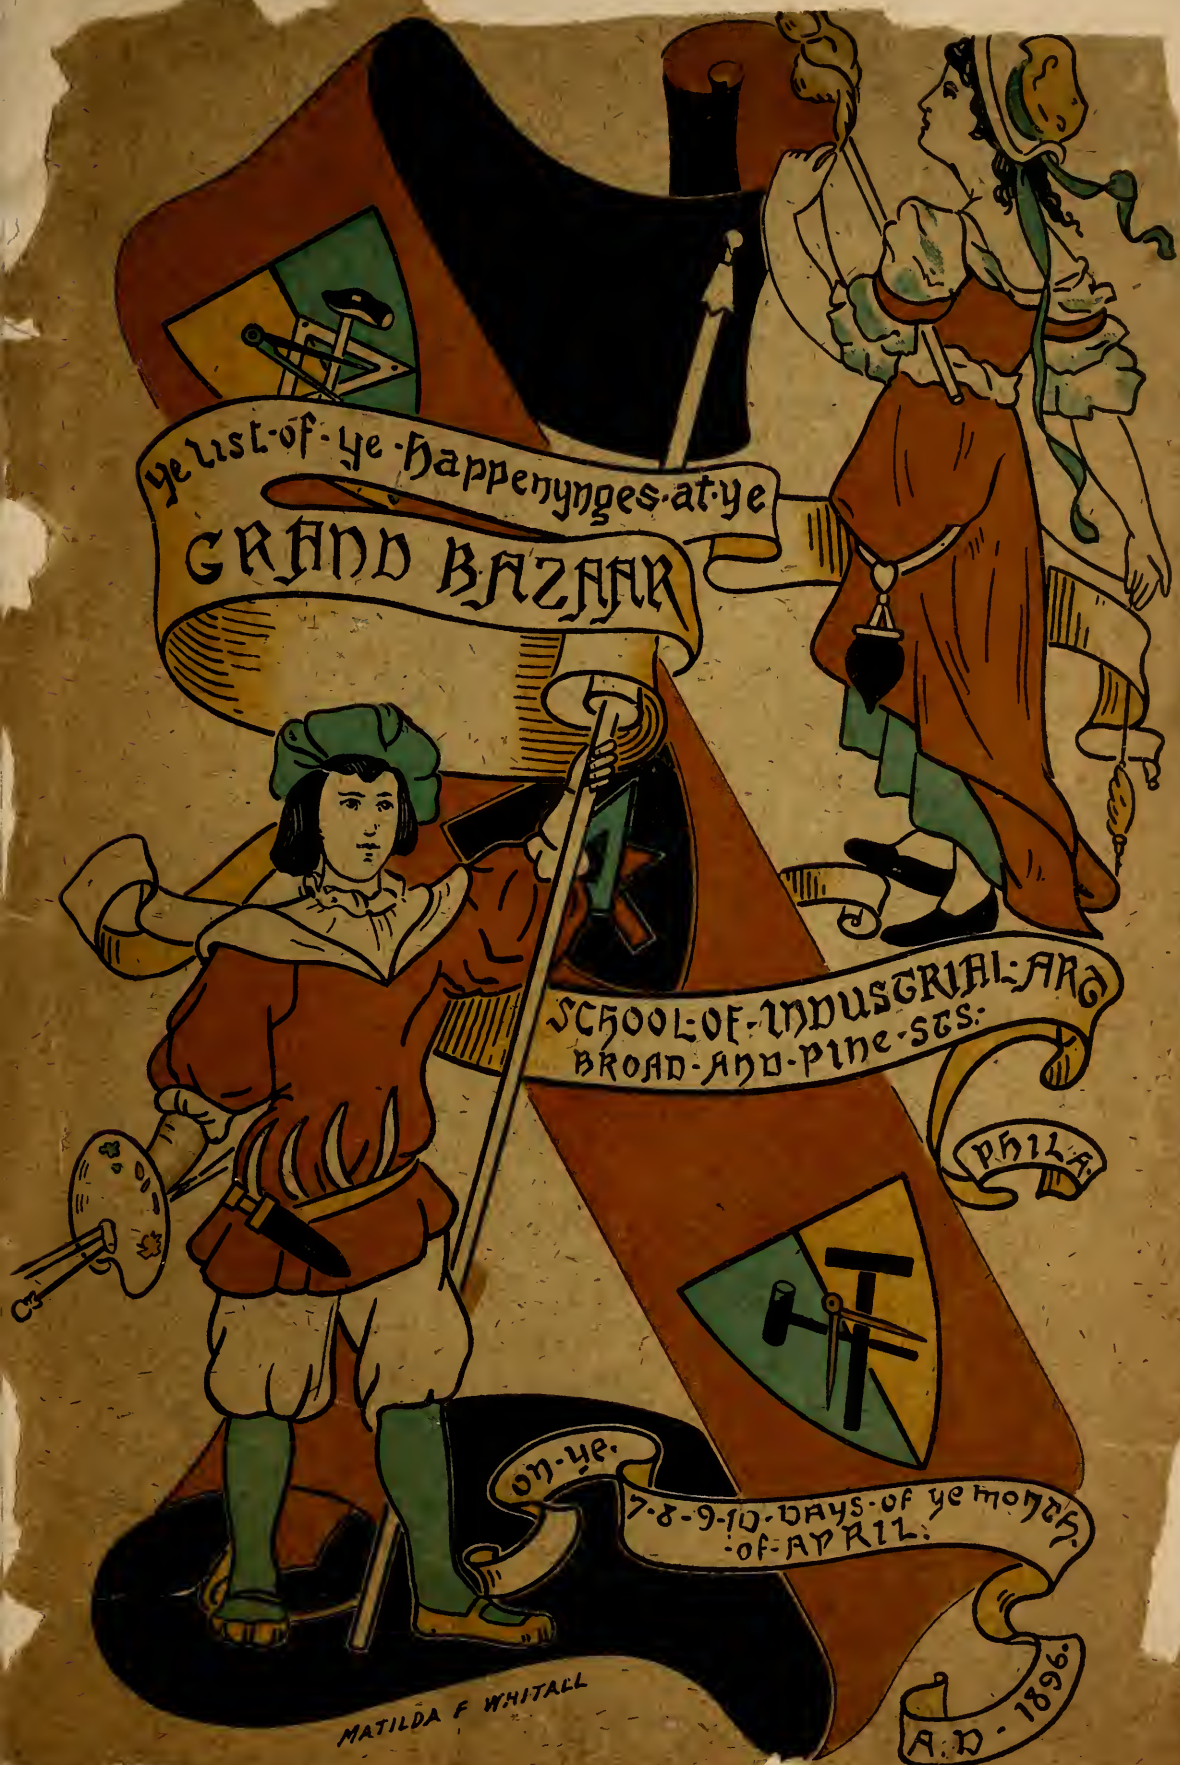 ye List·of·ye·Happenynges·at·ye
GRAND BAZAAR
SCHOOL·OF·INDUSTRIAL·ART
BROAD·AND·PINE·STS·
PHILA·
on·ye·
7·8·9·10·DAYS·OF ye MONTH·
·OF·APRIL·
A·D·1896·
MATILDA F WHITALL